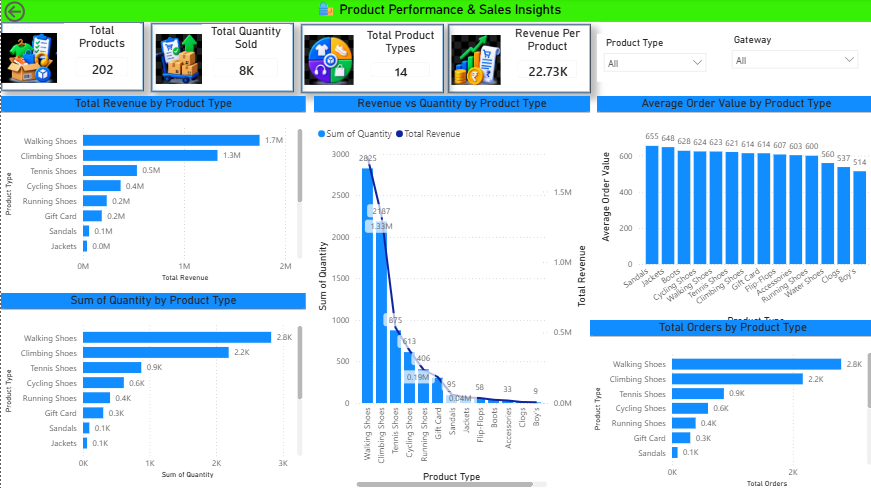 Product Performance & Sales Insights
Total
Products
202
Total Quantity
Sold
8K
Total Product
Types
14
Revenue Per
Product
22.73K
Product Type
All
Gateway
All
Total Revenue by Product Type
Product Type
Walking Shoes 1.7M
Climbing Shoes 1.3M
Tennis Shoes 0.5M
Cycling Shoes 0.4M
Running Shoes 0.2M
Gift Card 0.2M
Sandals 0.1M
Jackets 0.0M
0M 1M 2M
Total Revenue
Sum of Quantity by Product Type
Product Type
Walking Shoes 2.8K
Climbing Shoes 2.2K
Tennis Shoes 0.9K
Cycling Shoes 0.6K
Running Shoes 0.4K
Gift Card 0.3K
Sandals 0.1K
Jackets 0.1K
0K 1K 2K 3K
Sum of Quantity
Revenue vs Quantity by Product Type
Sum of Quantity Total Revenue
Sum of Quantity
3000
2500
2000
1500
1000
500
0
2825
2187
1.33M
875
613
406
0.19M
95
0.04M
58
33
9
1.5M
1.0M
0.5M
0.0M
Total Revenue
Walking Shoes
Climbing Shoes
Tennis Shoes
Cycling Shoes
Running Shoes
Gift Card
Sandals
Jackets
Flip-Flops
Boots
Accessories
Clogs
Boy's
Product Type
Average Order Value by Product Type
Average Order Value
600
400
200
0
655 648 628 624 623 621 614 614 607 603 600 560 537 514
Sandals
Jackets
Boots
Cycling Shoes
Walking Shoes
Tennis Shoes
Climbing Shoes
Gift Card
Flip-Flops
Accessories
Running Shoes
Water Shoes
Clogs
Boy's
Product Type
Total Orders by Product Type
Product Type
Walking Shoes 2.8K
Climbing Shoes 2.2K
Tennis Shoes 0.9K
Cycling Shoes 0.6K
Running Shoes 0.4K
Gift Card 0.3K
Sandals 0.1K
0K 2K
Total Orders